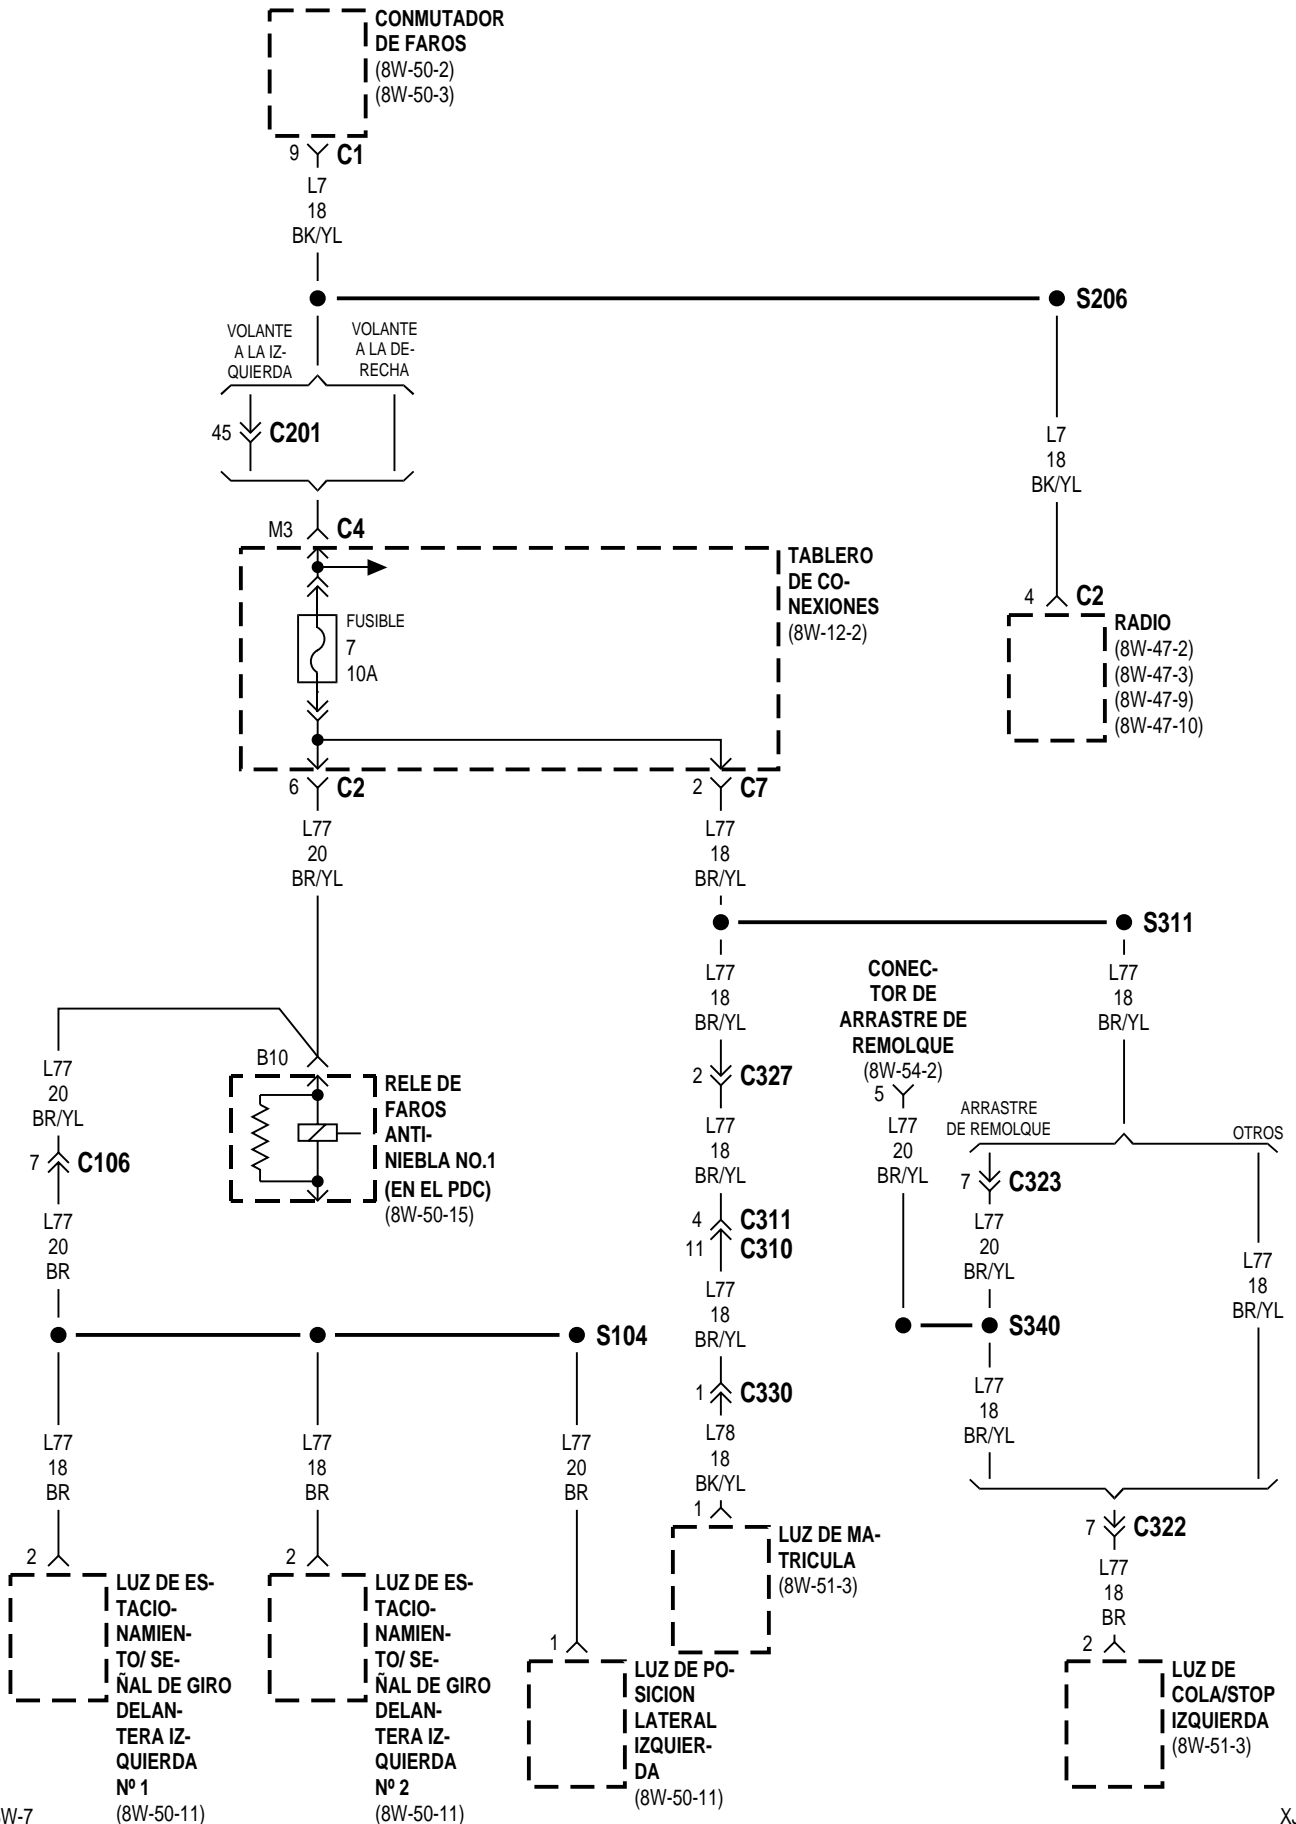 CONMUTADOR
DE FAROS
(8W-50-2)
(8W-50-3)
9
C1
L7
18
BK/YL
S206
VOLANTE
A LA IZ-
QUIERDA
VOLANTE
A LA DE-
RECHA
45
C201
L7
18
BK/YL
M3
C4
TABLERO
DE CO-
NEXIONES
(8W-12-2)
FUSIBLE
7
10A
4
C2
RADIO
(8W-47-2)
(8W-47-3)
(8W-47-9)
(8W-47-10)
6
C2
2
C7
L77
20
BR/YL
L77
18
BR/YL
S311
L77
18
BR/YL
CONEC-
TOR DE
ARRASTRE DE
REMOLQUE
(8W-54-2)
5
L77
18
BR/YL
L77
20
BR/YL
B10
RELE DE
FAROS
ANTI-
NIEBLA NO.1
(EN EL PDC)
(8W-50-15)
2
C327
L77
18
BR/YL
L77
20
BR/YL
ARRASTRE
DE REMOLQUE
OTROS
7
C106
7
C323
L77
20
BR
4
C311
11
C310
L77
20
BR/YL
L77
18
BR/YL
L77
18
BR/YL
S104
S340
1
C330
L77
18
BR/YL
L77
18
BR
L77
18
BR
L77
20
BR
L78
18
BK/YL
1
7
C322
LUZ DE MA-
TRICULA
(8W-51-3)
L77
18
BR
2
LUZ DE ES-
TACIO-
NAMIEN-
TO/ SE-
ÑAL DE GIRO
DELAN-
TERA IZ-
QUIERDA
Nº 1
(8W-50-11)
2
LUZ DE ES-
TACIO-
NAMIEN-
TO/ SE-
ÑAL DE GIRO
DELAN-
TERA IZ-
QUIERDA
Nº 2
(8W-50-11)
1
LUZ DE PO-
SICION
LATERAL
IZQUIER-
DA
(8W-50-11)
2
LUZ DE
COLA/STOP
IZQUIERDA
(8W-51-3)
W-7
XJ